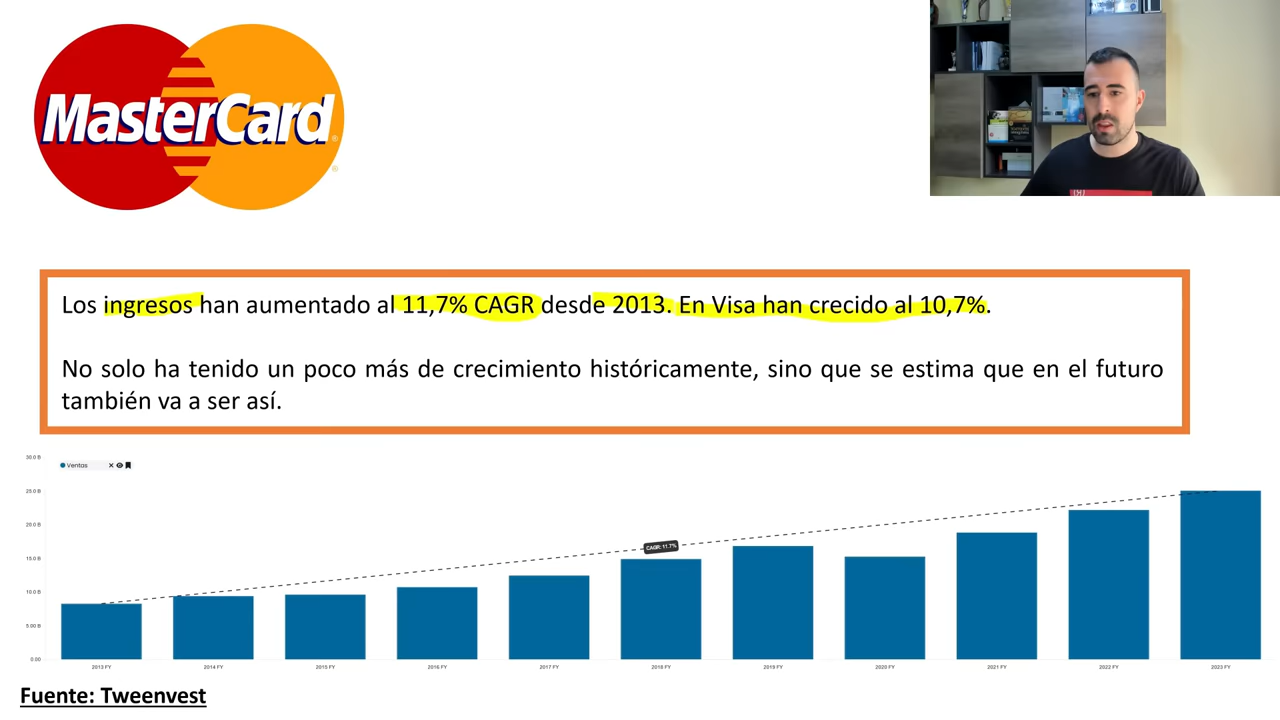 MasterCard
Los ingresos han aumentado al 11,7% CAGR desde 2013. En Visa han crecido al 10,7%.
No solo ha tenido un poco más de crecimiento históricamente, sino que se estima que en el futuro
también va a ser así.
30.0 B
Ventas
25.0 B
20.0 B
15.0 B
10.0 B
5.00 B
0.00
CAGR: 11.7%
2013 FY 2014 FY 2015 FY 2016 FY 2017 FY 2018 FY 2019 FY 2020 FY 2021 FY 2022 FY 2023 FY
Fuente: Tweenvest